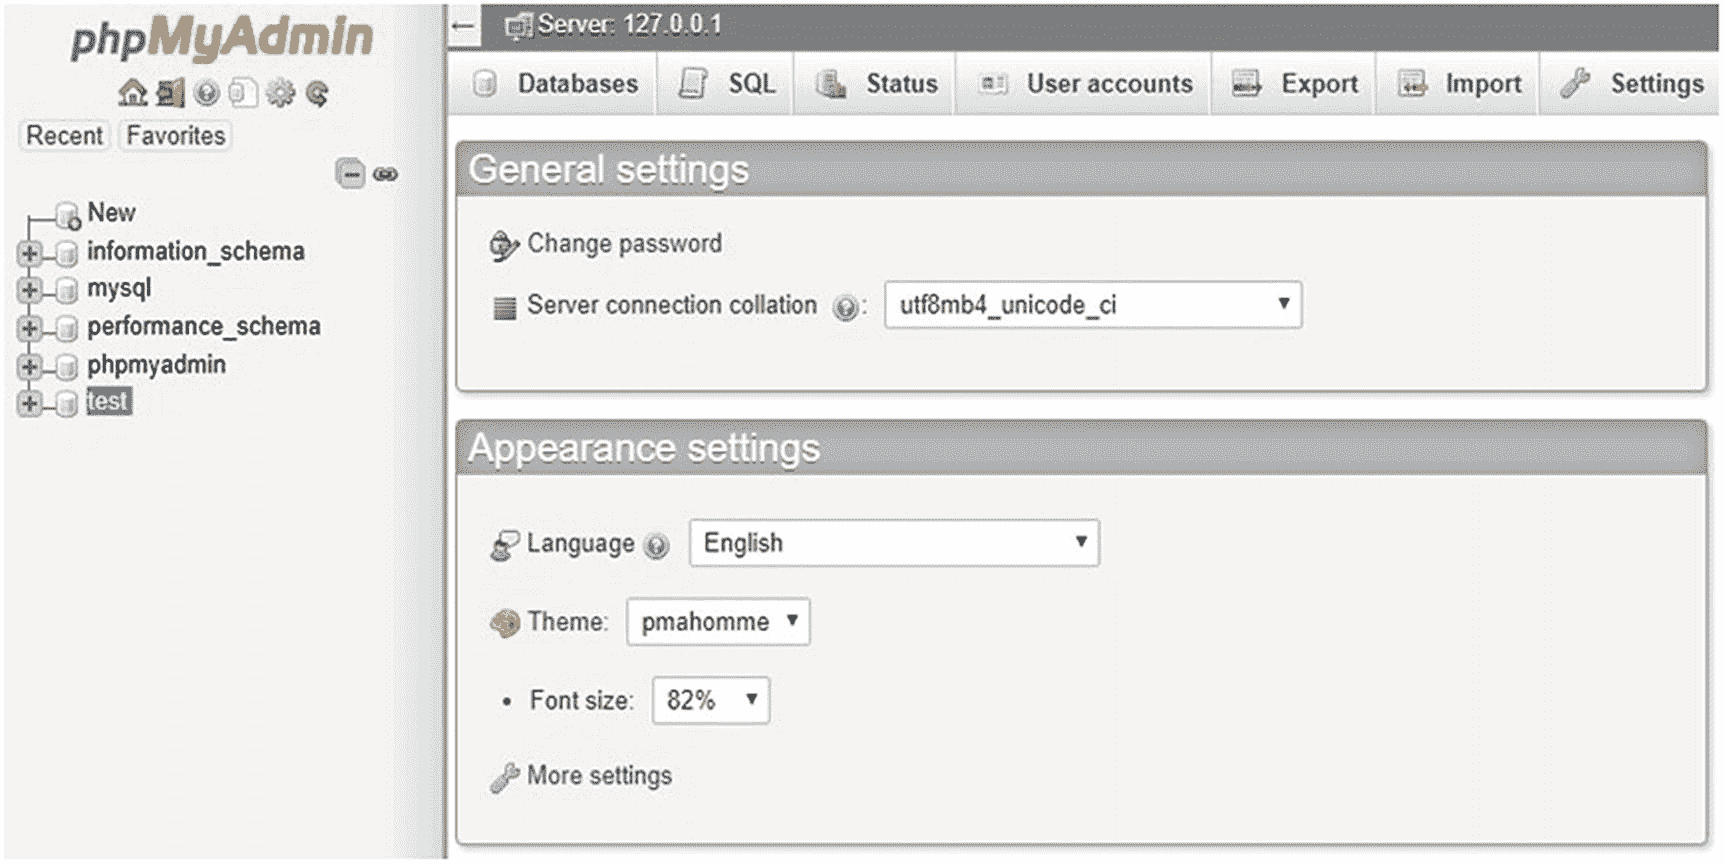 phpMyAdmin
Recent Favorites
New
information_schema
mysql
performance_schema
phpmyadmin
test
Server: 127.0.0.1
Databases SQL Status User accounts Export Import Settings
General settings
Change password
Server connection collation : utf8mb4_unicode_ci
Appearance settings
Language English
Theme: pmahomme
• Font size: 82%
More settings